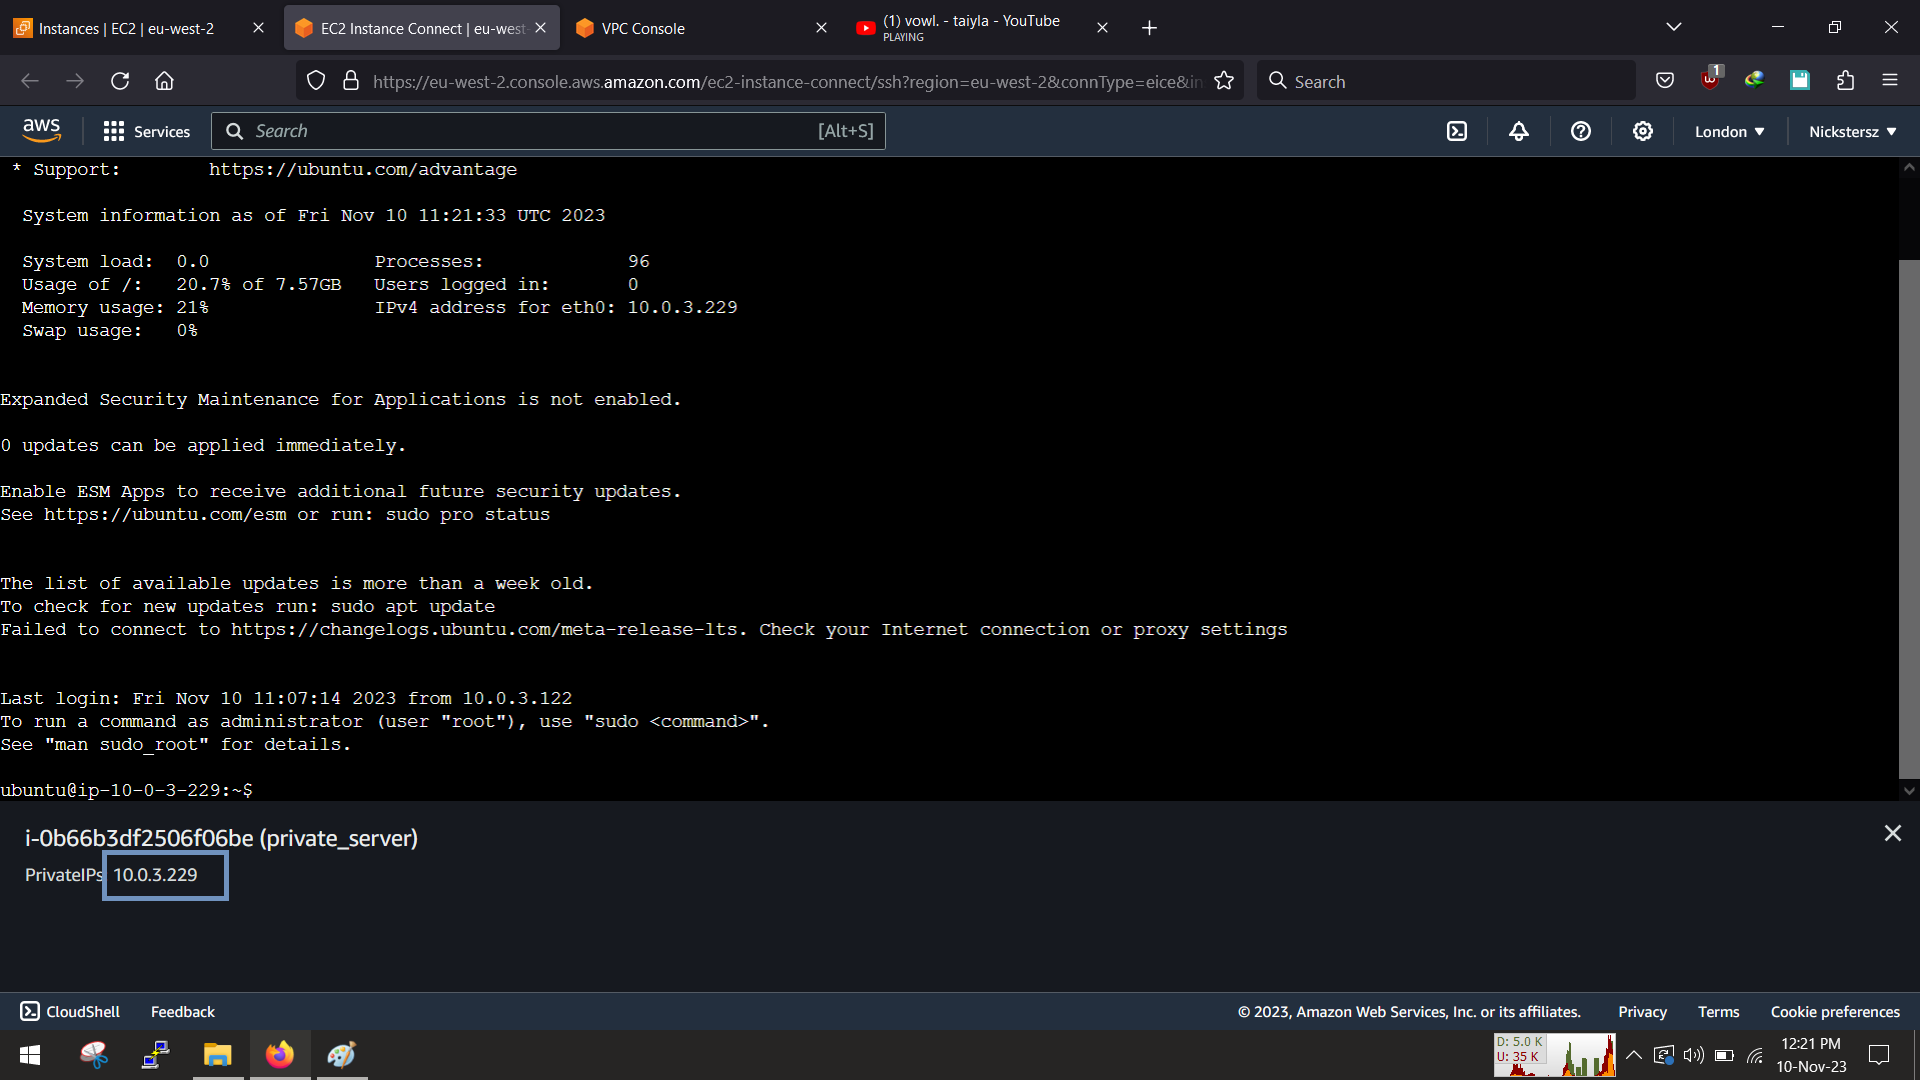 Instances | EC2 | eu-west-2
EC2 Instance Connect | eu-west-
VPC Console
(1) vowl. - taiyla - YouTube
PLAYING
https://eu-west-2.console.aws.amazon.com/ec2-instance-connect/ssh?region=eu-west-2&connType=eice&in
Search
1
aws
Services
Search
[Alt+S]
London
Nickstersz
* Support: https://ubuntu.com/advantage
System information as of Fri Nov 10 11:21:33 UTC 2023
System load: 0.0 Processes: 96
Usage of /: 20.7% of 7.57GB Users logged in: 0
Memory usage: 21% IPv4 address for eth0: 10.0.3.229
Swap usage: 0%
Expanded Security Maintenance for Applications is not enabled.
0 updates can be applied immediately.
Enable ESM Apps to receive additional future security updates.
See https://ubuntu.com/esm or run: sudo pro status
The list of available updates is more than a week old.
To check for new updates run: sudo apt update
Failed to connect to https://changelogs.ubuntu.com/meta-release-lts. Check your Internet connection or proxy settings
Last login: Fri Nov 10 11:07:14 2023 from 10.0.3.122
To run a command as administrator (user "root"), use "sudo <command>".
See "man sudo_root" for details.
ubuntu@ip-10-0-3-229:~$
i-0b66b3df2506f06be (private_server)
PrivateIPs 10.0.3.229
CloudShell
Feedback
© 2023, Amazon Web Services, Inc. or its affiliates.
Privacy
Terms
Cookie preferences
D: 5.0 K
U: 35 K
12:21 PM
10-Nov-23